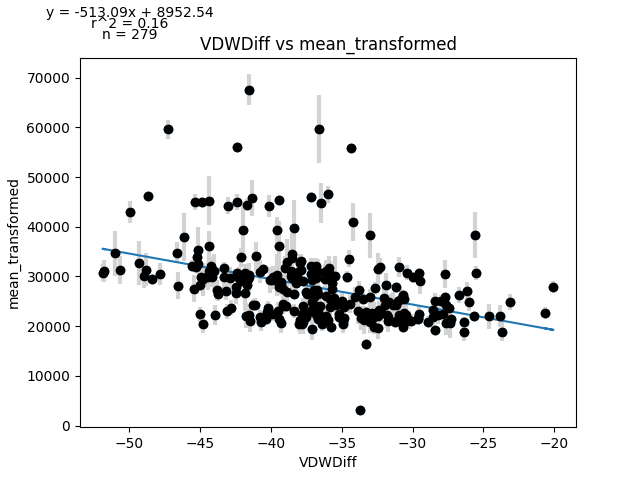 y = -513.09x + 8952.54
r^2 = 0.16
n = 279
VDWDiff vs mean_transformed
70000
60000
50000
40000
30000
20000
10000
0
mean_transformed
−50 −45 −40 −35 −30 −25 −20
VDWDiff